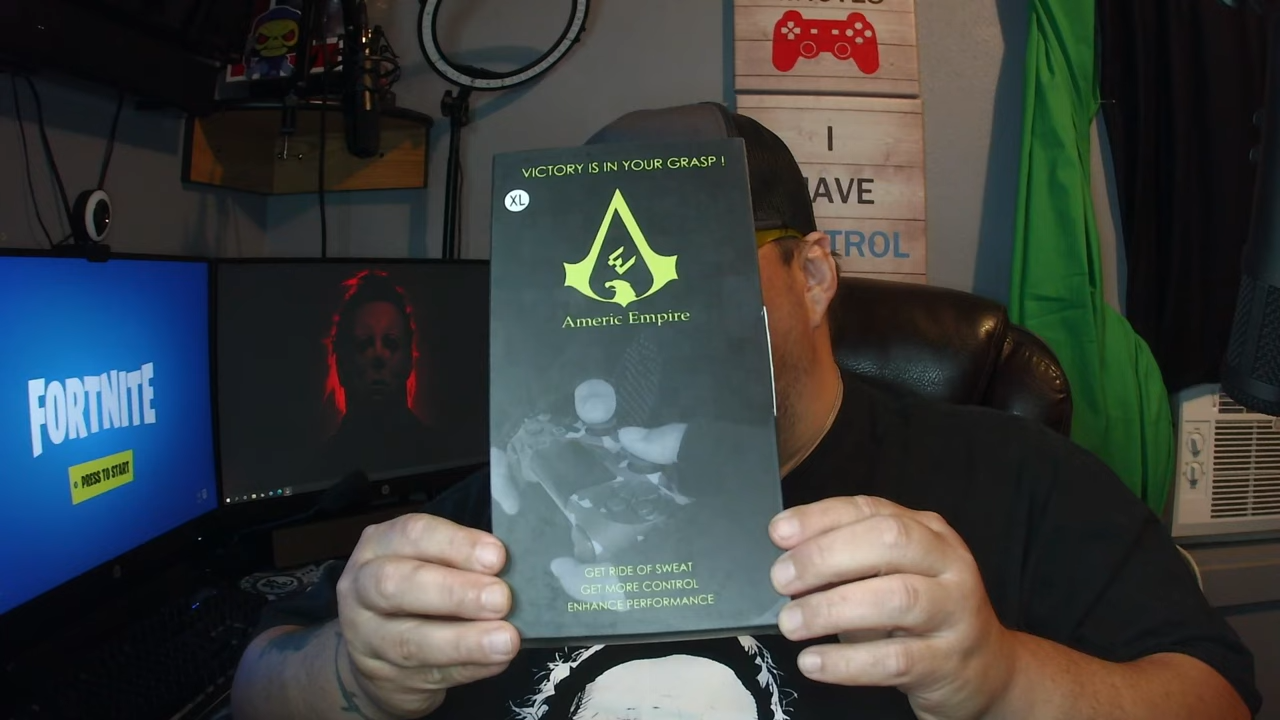 I
HAVE
TROL
VICTORY IS IN YOUR GRASP !
XL
Americ Empire
FORTNITE
PRESS TO START
GET RIDE OF SWEAT
GET MORE CONTROL
ENHANCE PERFORMANCE